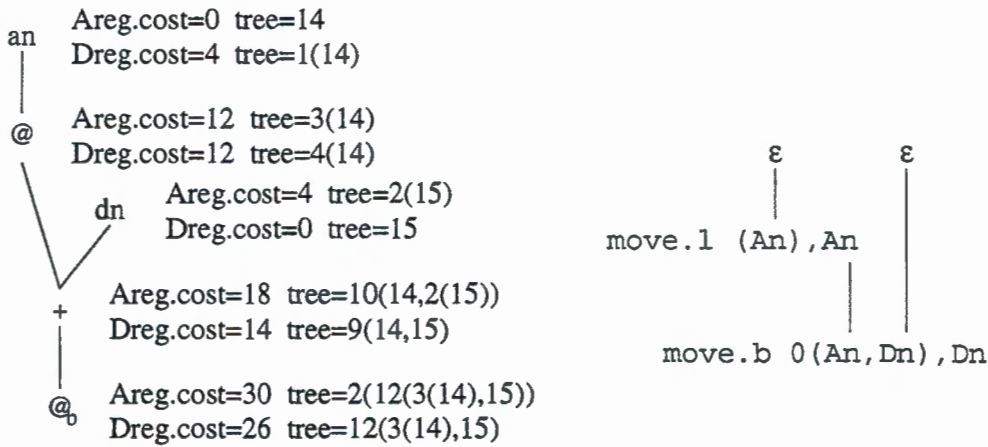 an
Areg.cost=0 tree=14
Dreg.cost=4 tree=1(14)
@
Areg.cost=12 tree=3(14)
Dreg.cost=12 tree=4(14)
dn
Areg.cost=4 tree=2(15)
Dreg.cost=0 tree=15
+
Areg.cost=18 tree=10(14,2(15))
Dreg.cost=14 tree=9(14,15)
@b
Areg.cost=30 tree=2(12(3(14),15))
Dreg.cost=26 tree=12(3(14),15)
ε ε
move.l (An),An
move.b 0(An,Dn),Dn